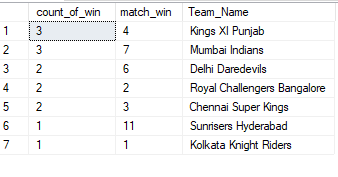 count_of_win match_win Team_Name
1 3 4 Kings XI Punjab
2 3 7 Mumbai Indians
3 2 6 Delhi Daredevils
4 2 2 Royal Challengers Bangalore
5 2 3 Chennai Super Kings
6 1 11 Sunrisers Hyderabad
7 1 1 Kolkata Knight Riders